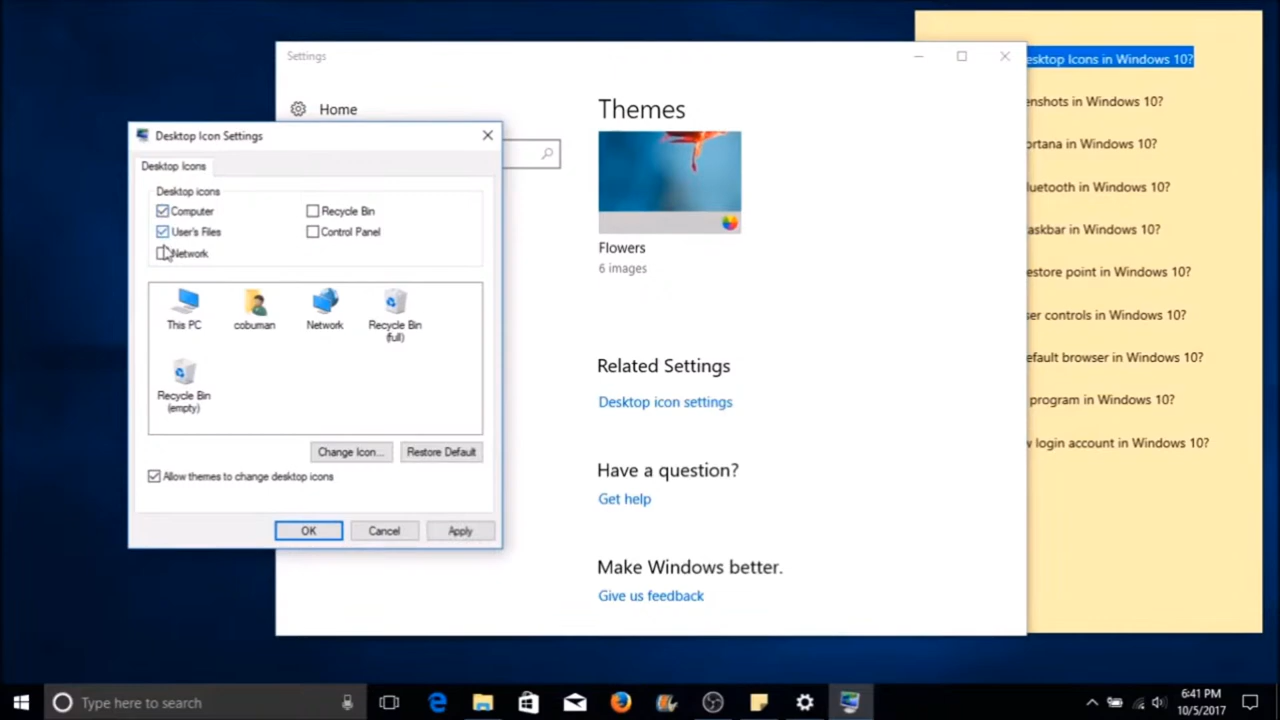 Settings
Home
Themes
Flowers
6 images
Related Settings
Desktop icon settings
Have a question?
Get help
Make Windows better.
Give us feedback
Desktop Icon Settings
Desktop Icons
Desktop icons
Computer
Recycle Bin
User's Files
Control Panel
Network
This PC
cobuman
Network
Recycle Bin
(full)
Recycle Bin
(empty)
Change Icon...
Restore Default
Allow themes to change desktop icons
OK
Cancel
Apply
esktop Icons in Windows 10?
enshots in Windows 10?
ortana in Windows 10?
luetooth in Windows 10?
askbar in Windows 10?
estore point in Windows 10?
ser controls in Windows 10?
efault browser in Windows 10?
program in Windows 10?
login account in Windows 10?
Type here to search
6:41 PM
10/5/2017